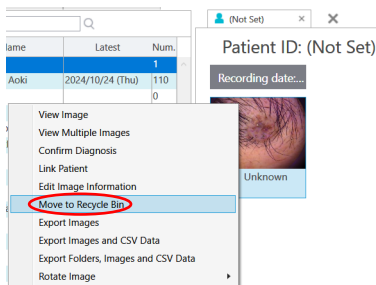 (Not Set) ×
Patient ID: (Not Set)
Name Latest Num.
1
Aoki 2024/10/24 (Thu) 110
0
Recording date:...
Unknown
View Image
View Multiple Images
Confirm Diagnosis
Link Patient
Edit Image Information
Move to Recycle Bin
Export Images
Export Images and CSV Data
Export Folders, Images and CSV Data
Rotate Image